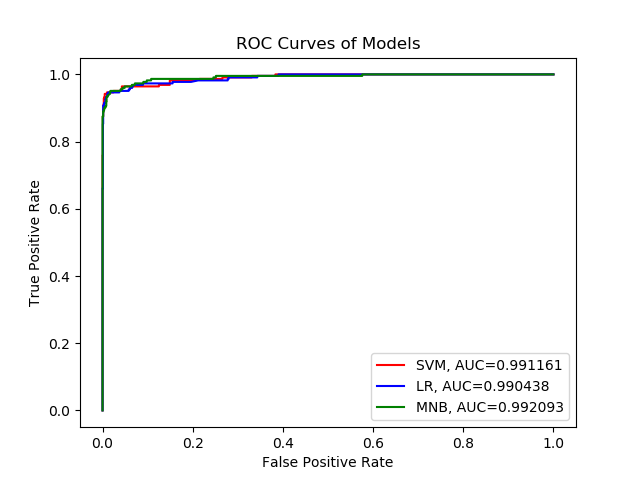 ROC Curves of Models
1.0
0.8
0.6
0.4
0.2
0.0
True Positive Rate
SVM, AUC=0.991161
LR, AUC=0.990438
MNB, AUC=0.992093
0.0 0.2 0.4 0.6 0.8 1.0
False Positive Rate